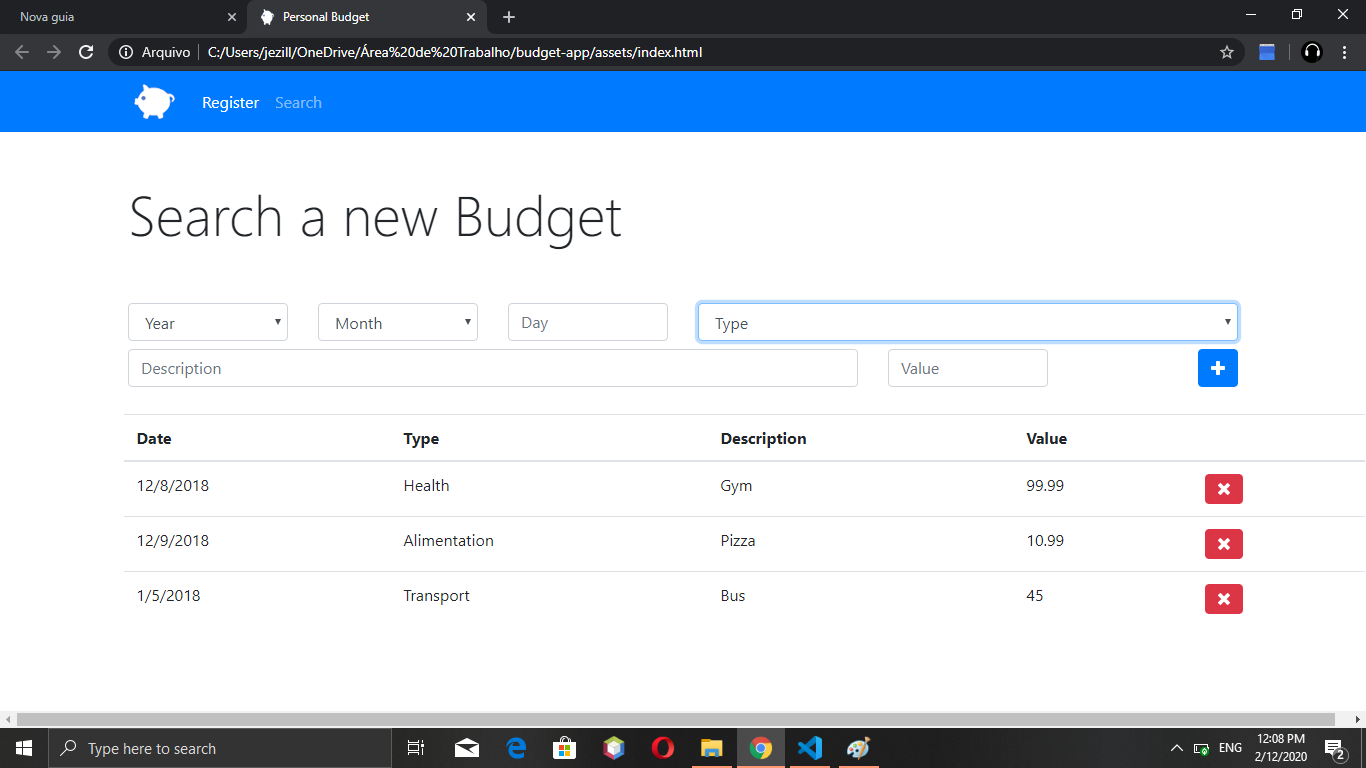 Nova guia
Personal Budget
Arquivo C:/Users/jezill/OneDrive/Área%20de%20Trabalho/budget-app/assets/index.html
Register Search
Search a new Budget
Year Month Day Type
Description Value
Date Type Description Value
12/8/2018 Health Gym 99.99
12/9/2018 Alimentation Pizza 10.99
1/5/2018 Transport Bus 45
Type here to search
ENG
12:08 PM
2/12/2020
2